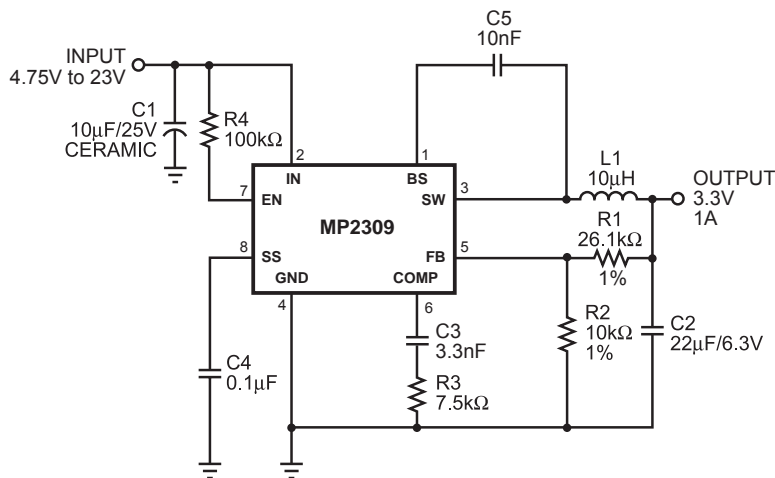 C5
10nF
INPUT
4.75V to 23V
C1
10µF/25V
CERAMIC
R4
100kΩ
2
1
L1
10µH
OUTPUT
3.3V
1A
7
IN
BS
3
EN
SW
MP2309
R1
26.1kΩ
1%
8
SS
FB
5
GND
COMP
4
6
R2
10kΩ
1%
C2
22µF/6.3V
C3
3.3nF
C4
0.1µF
R3
7.5kΩ